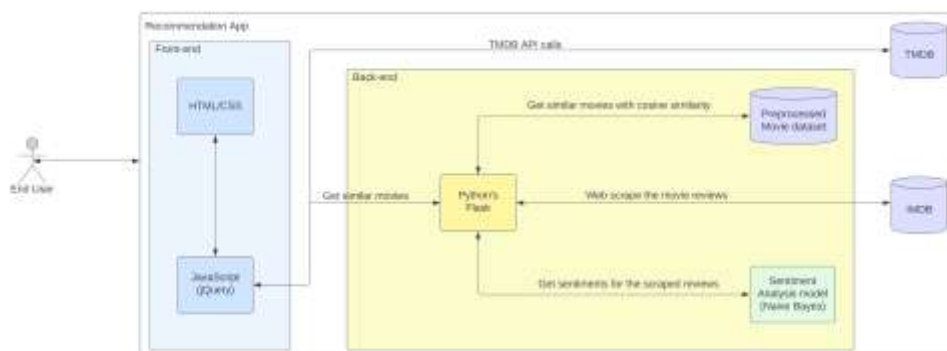 Recommendation App
Front-end
TMDB API calls
TMDB
Back-end
HTML/CSS
Get similar movies with cosine similarity
Preprocessed
Movie dataset
End User
Get similar movies
Python's
Flask
Web scrape the movie reviews
IMDB
JavaScript
(jQuery)
Get sentiments for the scraped reviews
Sentiment
Analysis model
(Naive Bayes)